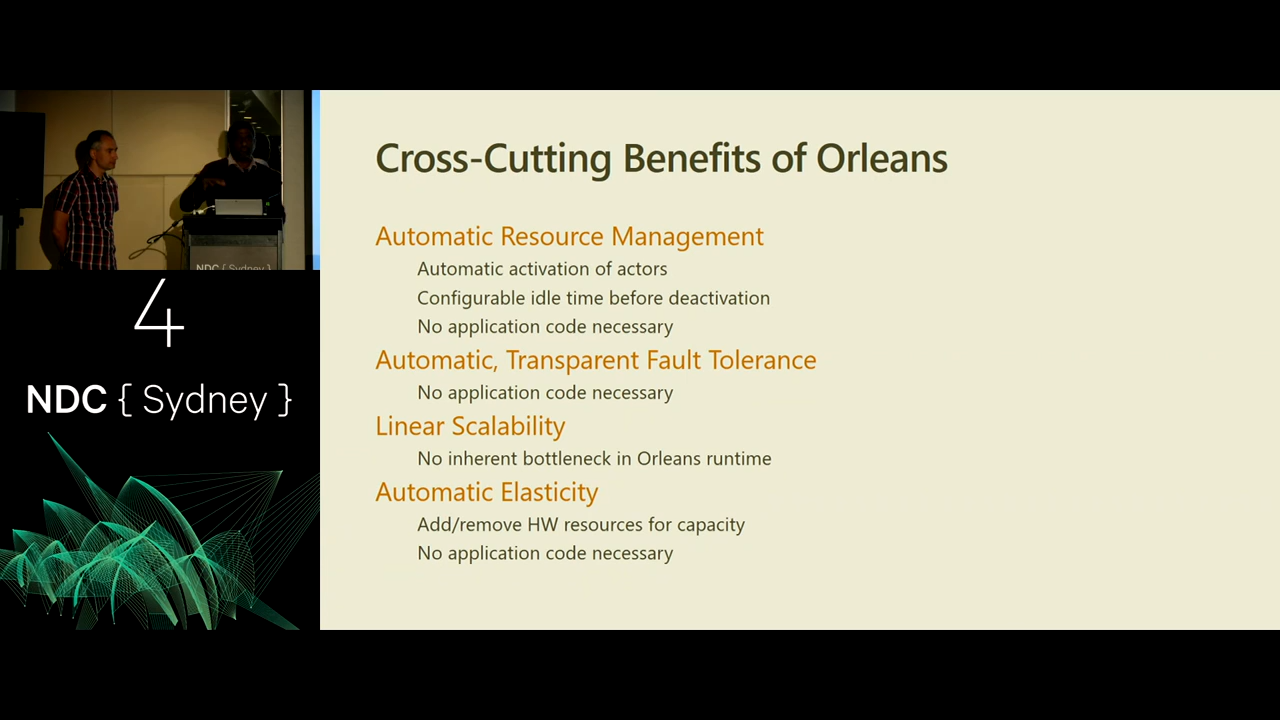 Cross-Cutting Benefits of Orleans
Automatic Resource Management
Automatic activation of actors
Configurable idle time before deactivation
No application code necessary
Automatic, Transparent Fault Tolerance
No application code necessary
Linear Scalability
No inherent bottleneck in Orleans runtime
Automatic Elasticity
Add/remove HW resources for capacity
No application code necessary
NDC { Sydney }
4
NDC { Sydney }